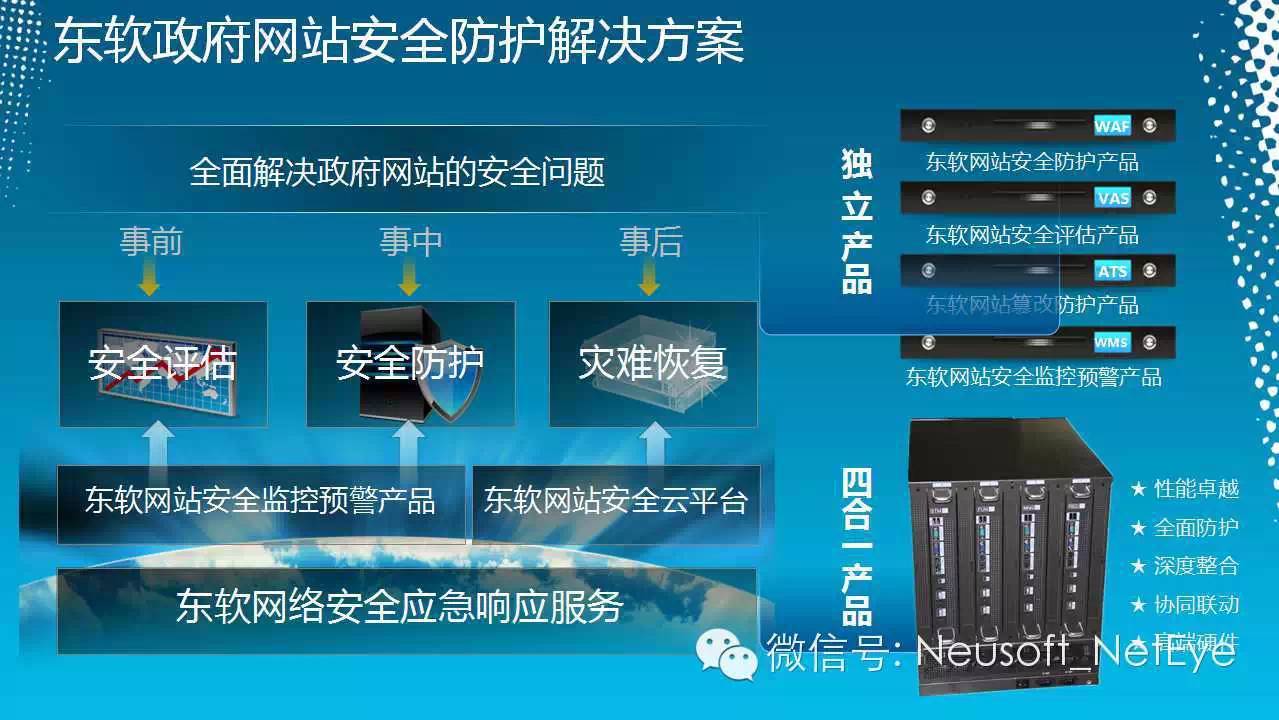 东软政府网站安全防护解决方案
全面解决政府网站的安全问题
事前
事中
事后
安全评估
安全防护
灾难恢复
东软网站安全监控预警产品
东软网站安全云平台
东软网络安全应急响应服务
独立产品
WAF
东软网站安全防护产品
VAS
东软网站安全评估产品
ATS
东软网站篡改防护产品
WMS
东软网站安全监控预警产品
四合一产品
★ 性能卓越
★ 全面防护
★ 深度整合
★ 协同联动
★ 高端硬件
微信号: Neusoft_NetEye